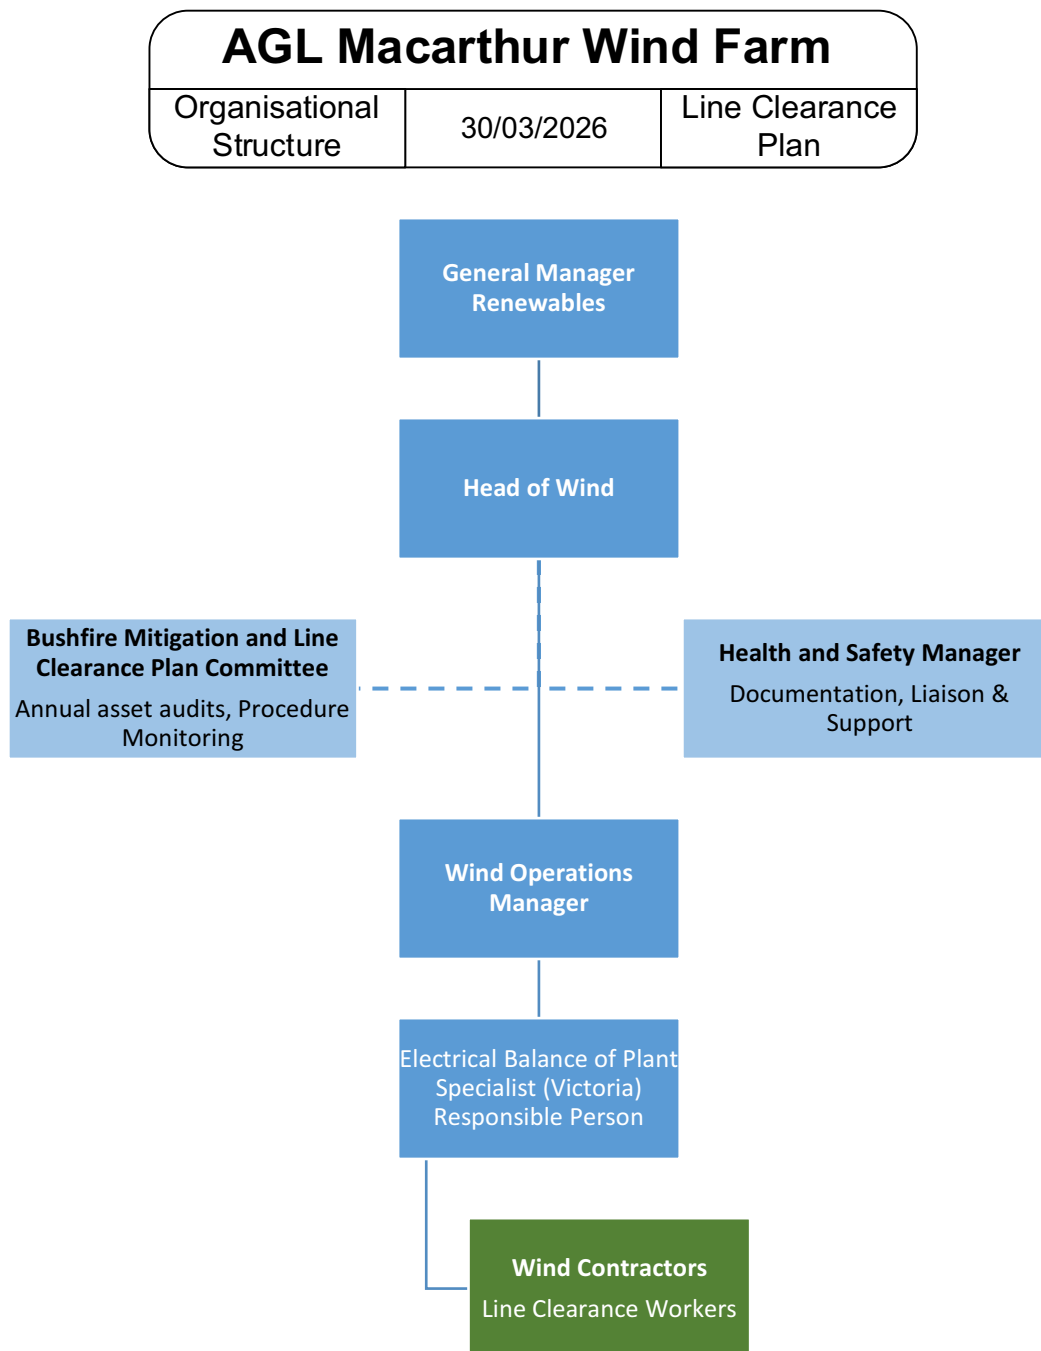 AGL Macarthur Wind Farm
Organisational
Structure
30/03/2026
Line Clearance
Plan
General Manager
Renewables
Head of Wind
Bushfire Mitigation and Line
Clearance Plan Committee
Annual asset audits, Procedure
Monitoring
Health and Safety Manager
Documentation, Liaison &
Support
Wind Operations
Manager
Electrical Balance of Plant
Specialist (Victoria)
Responsible Person
Wind Contractors
Line Clearance Workers